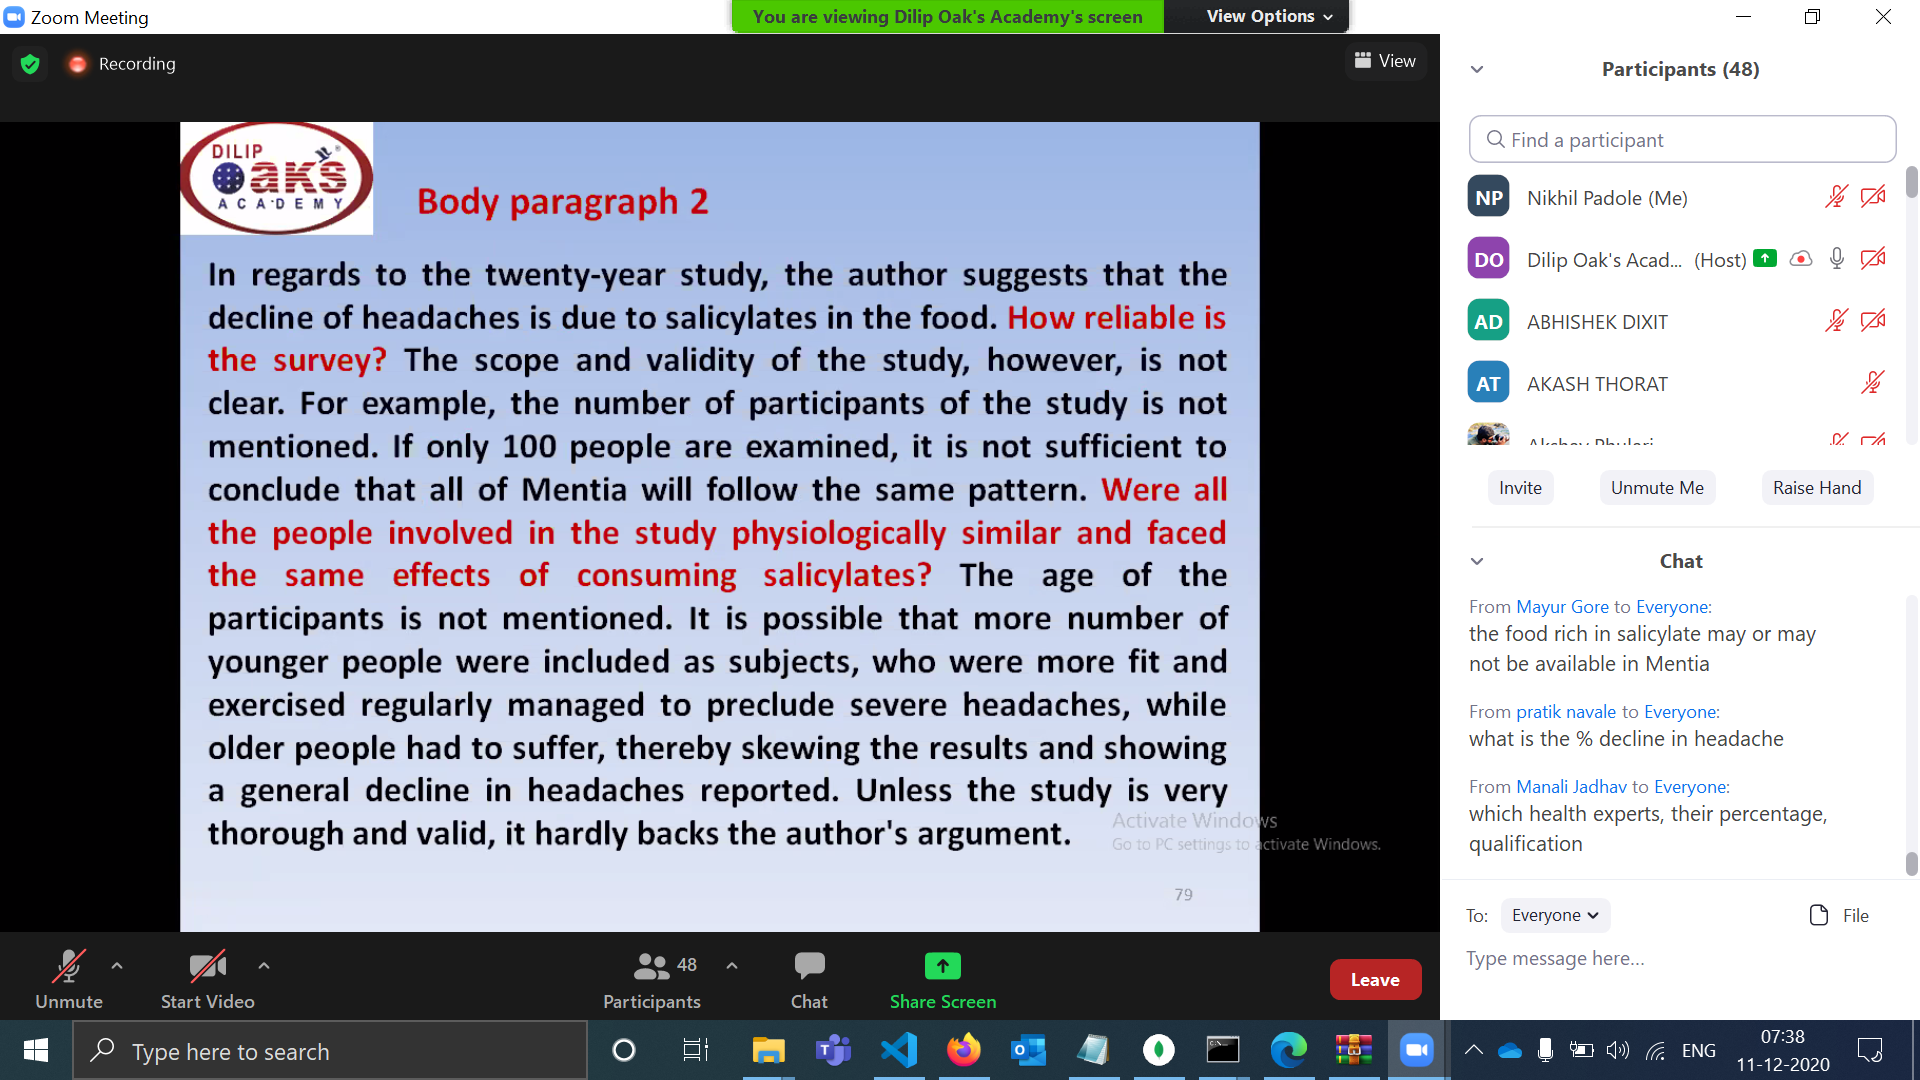 Zoom Meeting
You are viewing Dilip Oak's Academy's screen
View Options
Recording
View
DILIP
Oaks
ACADEMY
Body paragraph 2
In regards to the twenty-year study, the author suggests that the
decline of headaches is due to salicylates in the food. How reliable is
the survey? The scope and validity of the study, however, is not
clear. For example, the number of participants of the study is not
mentioned. If only 100 people are examined, it is not sufficient to
conclude that all of Mentia will follow the same pattern. Were all
the people involved in the study physiologically similar and faced
the same effects of consuming salicylates? The age of the
participants is not mentioned. It is possible that more number of
younger people were included as subjects, who were more fit and
exercised regularly managed to preclude severe headaches, while
older people had to suffer, thereby skewing the results and showing
a general decline in headaches reported. Unless the study is very
thorough and valid, it hardly backs the author's argument.
Activate Windows
Go to PC settings to activate Windows.
79
Participants (48)
Find a participant
NP Nikhil Padole (Me)
DO Dilip Oak's Acad... (Host)
AD ABHISHEK DIXIT
AT AKASH THORAT
Invite
Unmute Me
Raise Hand
Chat
From Mayur Gore to Everyone:
the food rich in salicylate may or may
not be available in Mentia
From pratik navale to Everyone:
what is the % decline in headache
From Manali Jadhav to Everyone:
which health experts, their percentage,
qualification
To: Everyone
File
Type message here...
Unmute
Start Video
48
Participants
Chat
Share Screen
Leave
Type here to search
ENG
07:38
11-12-2020